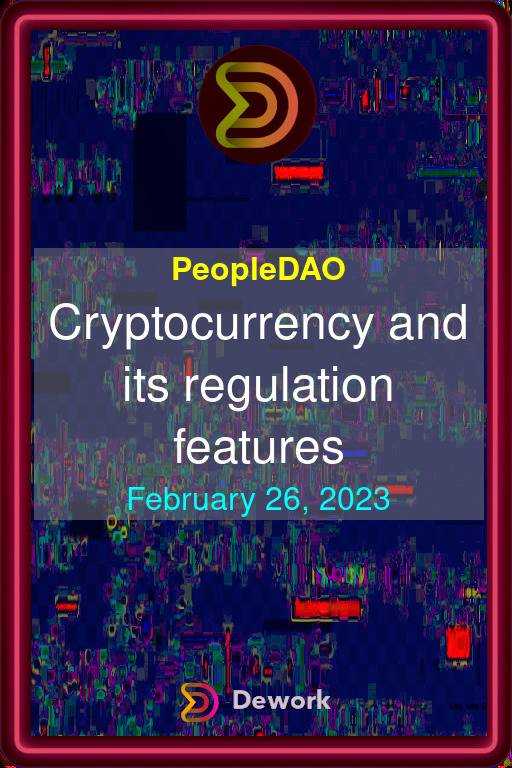 PeopleDAO
Cryptocurrency and
its regulation
features
February 26, 2023
Dework